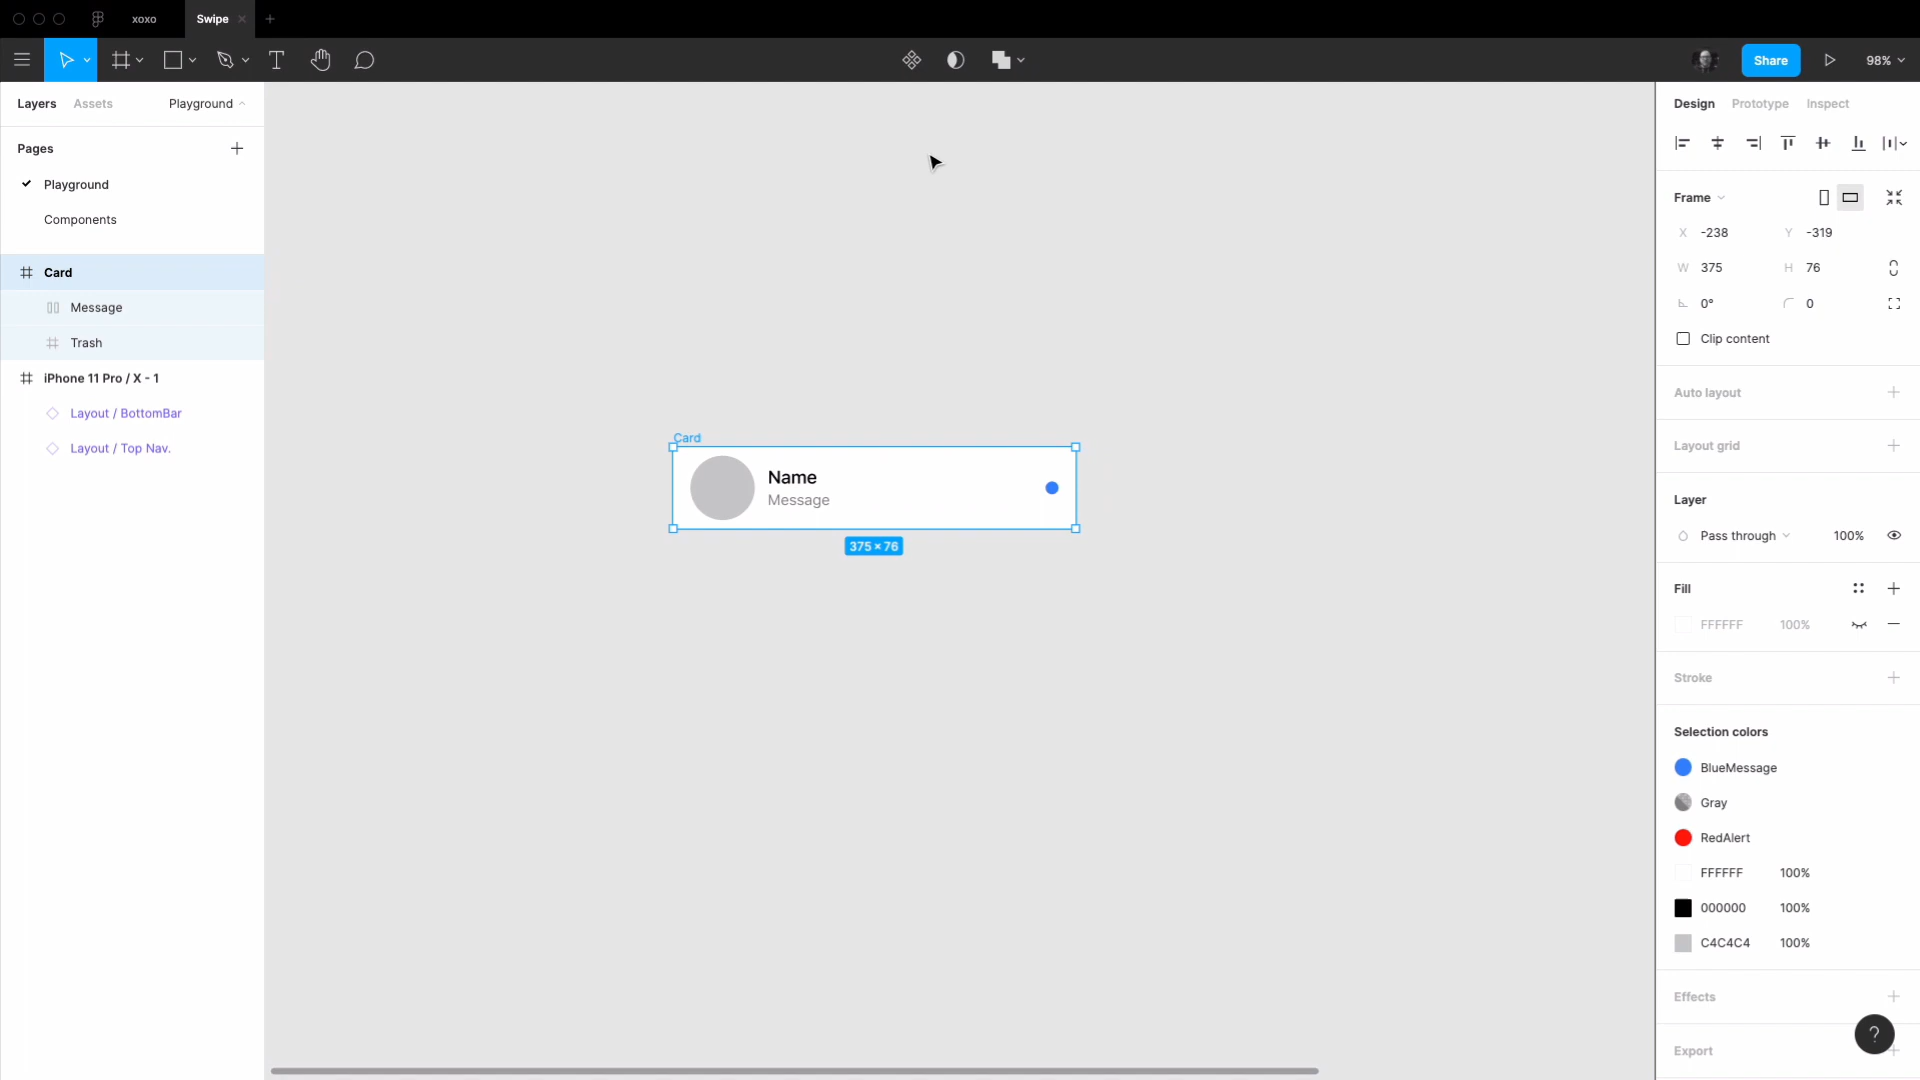 xoxo
Swipe
Share
98%
Layers
Assets
Playground
Pages
Playground
Components
Card
Message
Trash
iPhone 11 Pro / X - 1
Layout / BottomBar
Layout / Top Nav.
Card
Name
Message
375 × 76
Design
Prototype
Inspect
Frame
X -238
Y -319
W 375
H 76
0°
0
Clip content
Auto layout
Layout grid
Layer
Pass through
100%
Fill
FFFFFF 100%
Stroke
Selection colors
BlueMessage
Gray
RedAlert
FFFFFF 100%
000000 100%
C4C4C4 100%
Effects
?
Export